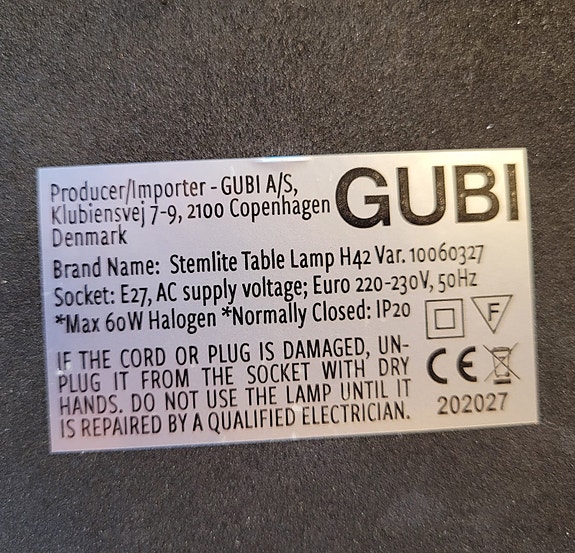 Producer/Importer - GUBI A/S,
Klubiensvej 7-9, 2100 Copenhagen
Denmark
GUBI
Brand Name: Stemlite Table Lamp H42 Var. 10060327
Socket: E27, AC supply voltage; Euro 220-230V, 50Hz
*Max 60W Halogen *Normally Closed: IP20
F
IF THE CORD OR PLUG IS DAMAGED, UN-
PLUG IT FROM THE SOCKET WITH DRY
HANDS. DO NOT USE THE LAMP UNTIL IT
IS REPAIRED BY A QUALIFIED ELECTRICIAN.
CE
202027